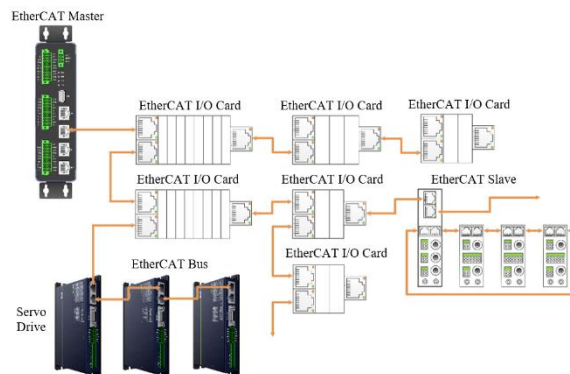 EtherCAT Master
EtherCAT I/O Card
EtherCAT I/O Card
EtherCAT I/O Card
EtherCAT I/O Card
EtherCAT I/O Card
EtherCAT Slave
EtherCAT Bus
EtherCAT I/O Card
Servo
Drive